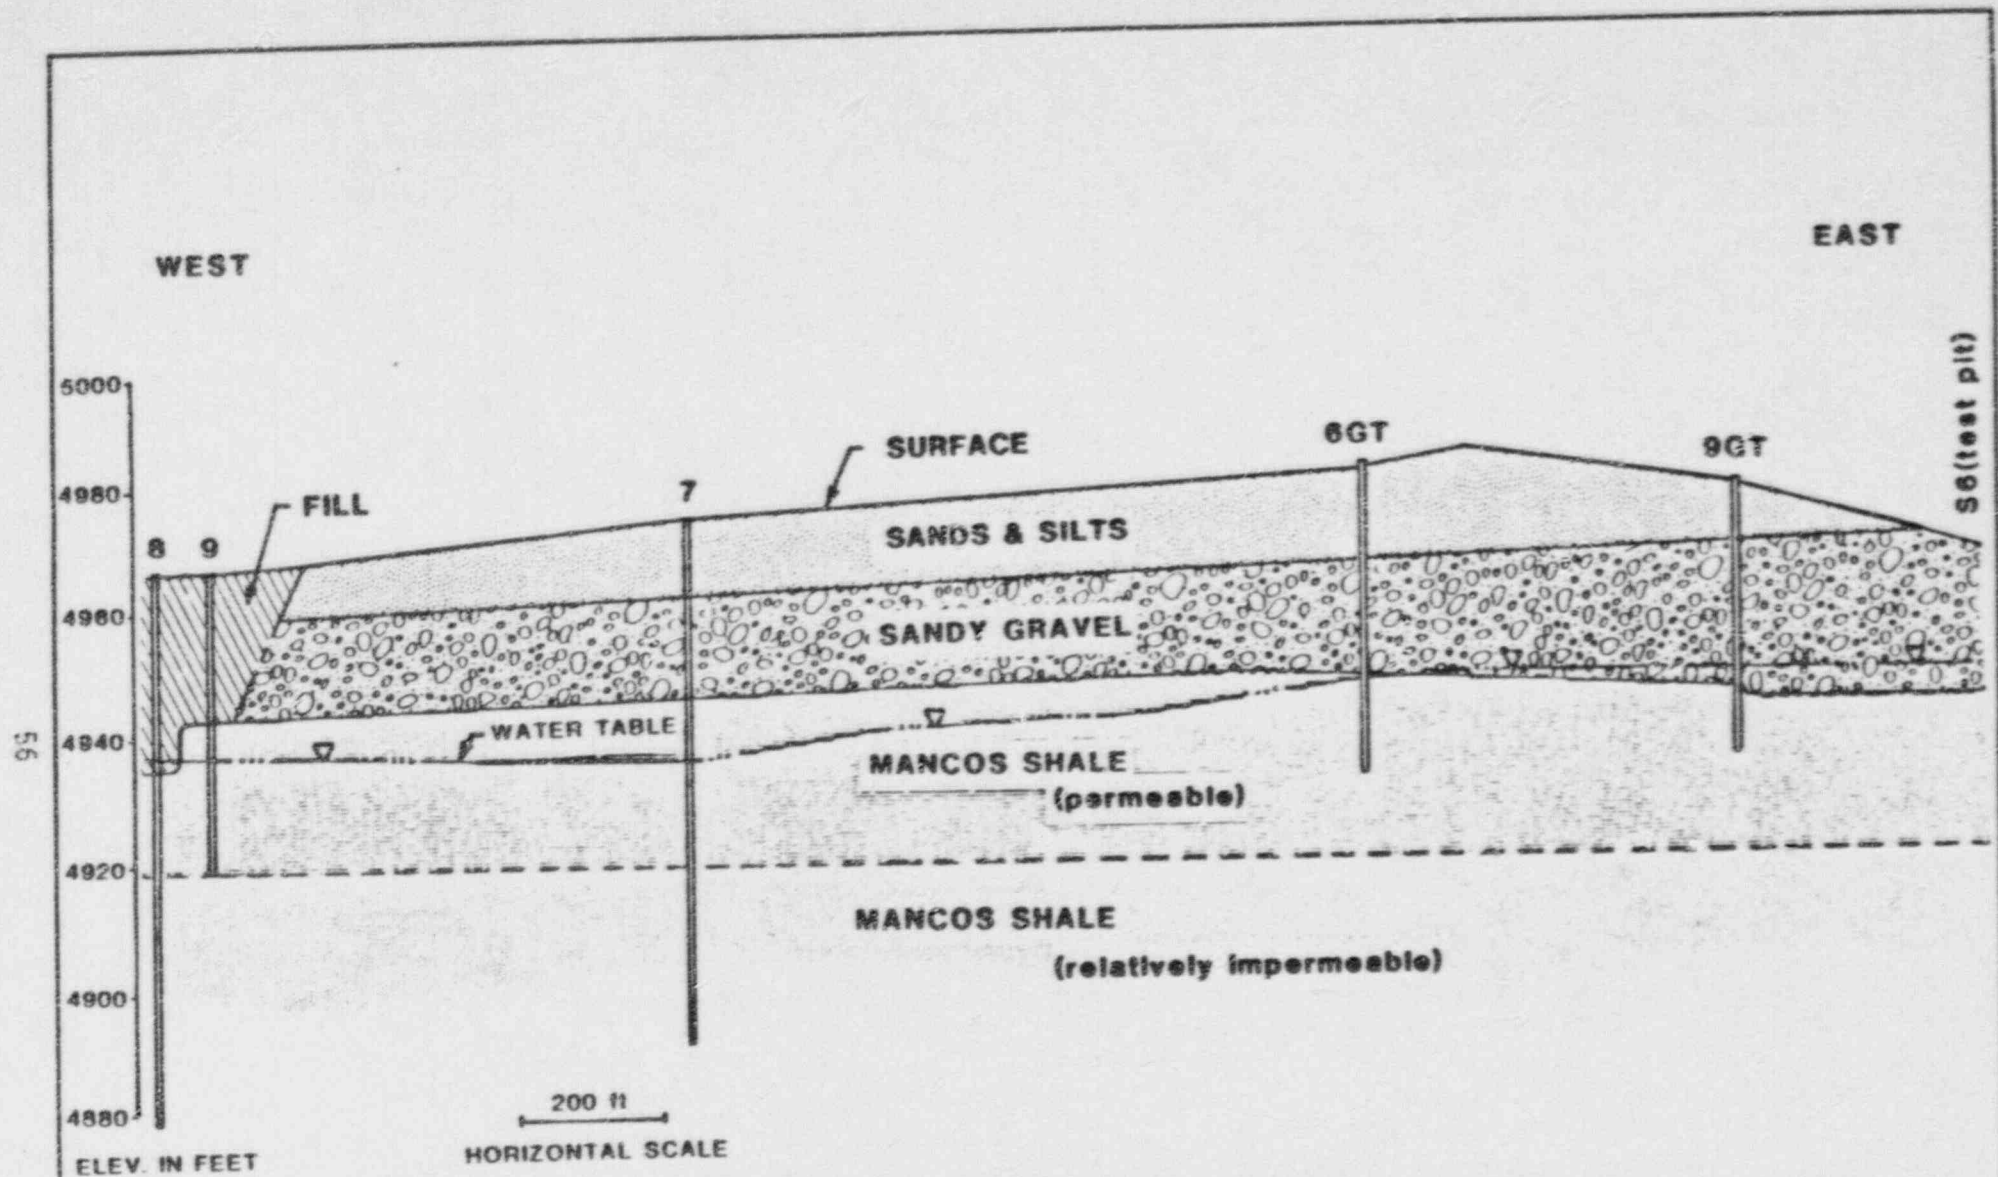 WEST
EAST
S6(test pit)
5000
6GT
9GT
SURFACE
4980
7
FILL
SANDS & SILTS
8 9
4960
SANDY GRAVEL
WATER TABLE
4940
56
MANCOS SHALE
(permeable)
4920
MANCOS SHALE
(relatively impermeable)
4900
200 ft
4880
HORIZONTAL SCALE
ELEV. IN FEET